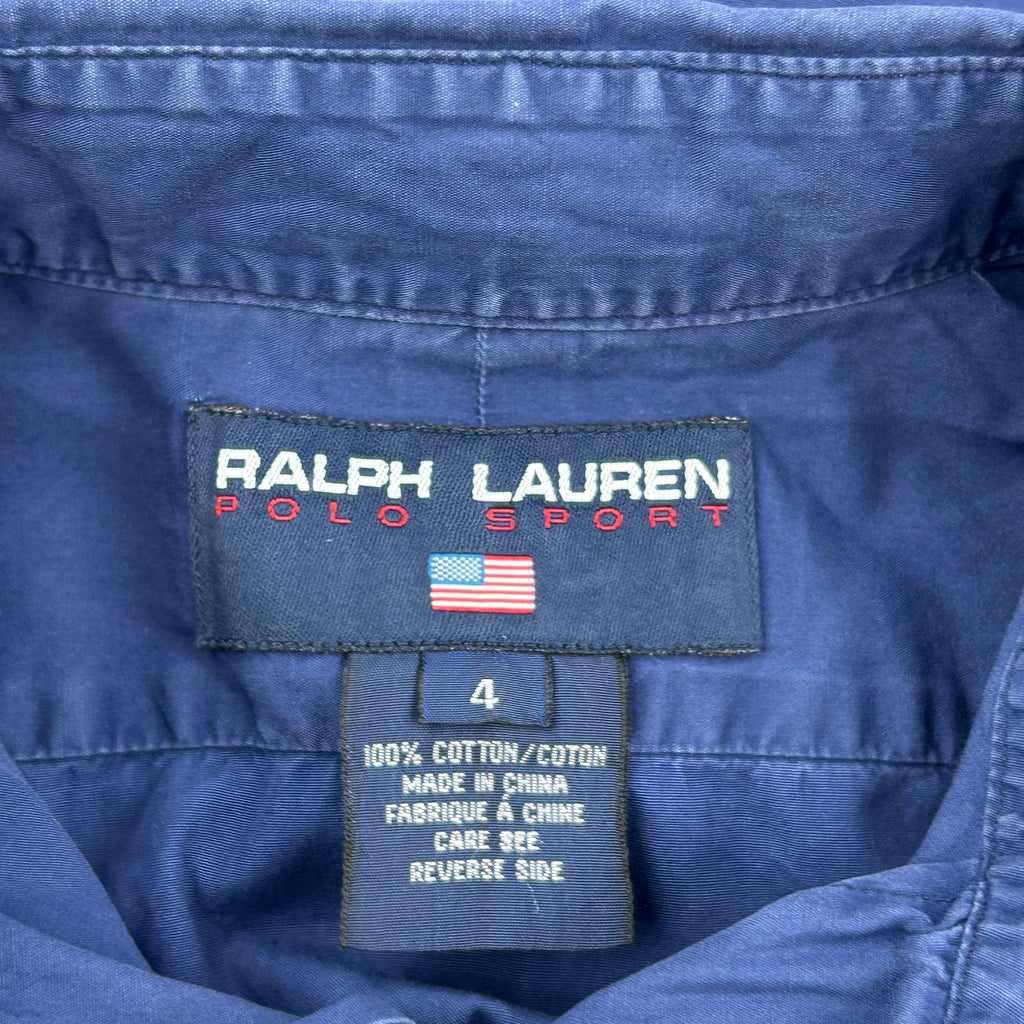 RALPH LAUREN
POLO SPORT
4
100% COTTON/COTON
MADE IN CHINA
FABRIQUE Á CHINE
CARE SEE
REVERSE SIDE